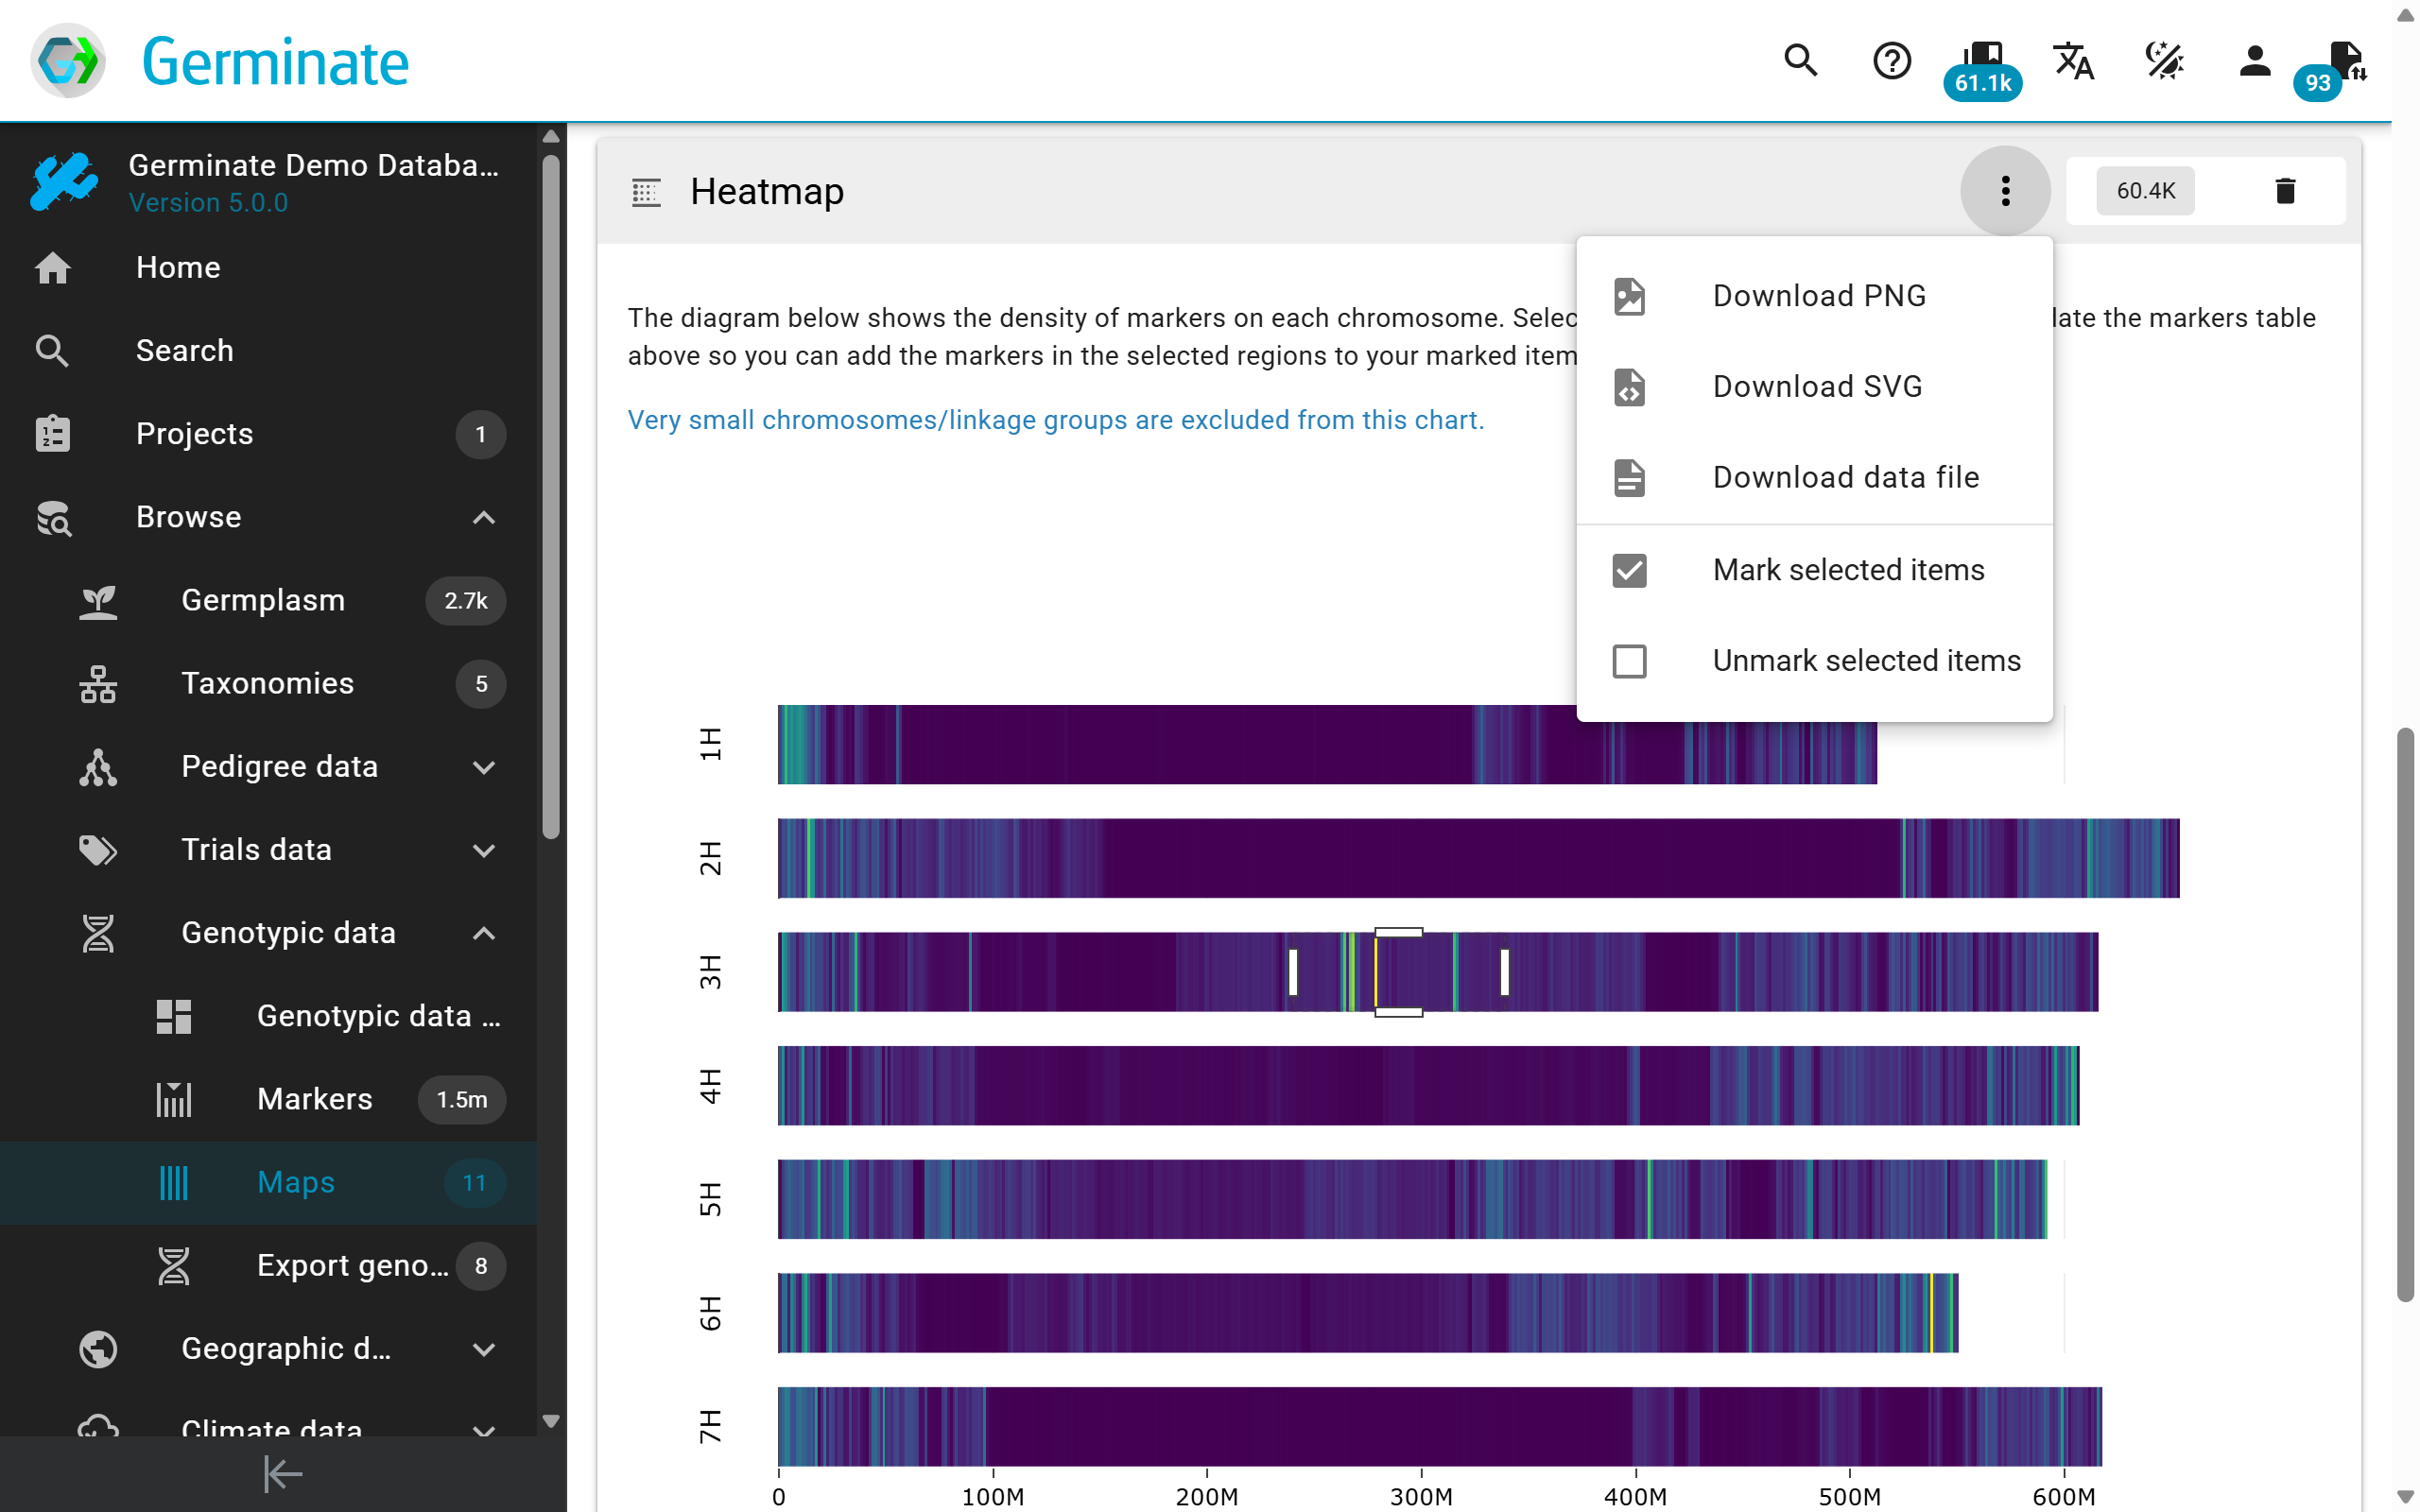 Germinate
61.1k
93
Germinate Demo Databa...
Version 5.0.0
Home
Search
Projects 1
Browse
Germplasm 2.7k
Taxonomies 5
Pedigree data
Trials data
Genotypic data
Genotypic data ...
Markers 1.5m
Maps 11
Export geno... 8
Geographic d...
Climate data
Heatmap
60.4K
The diagram below shows the density of markers on each chromosome. Selec
late the markers table
above so you can add the markers in the selected regions to your marked item
Very small chromosomes/linkage groups are excluded from this chart.
Download PNG
Download SVG
Download data file
Mark selected items
Unmark selected items
1H
2H
3H
4H
5H
6H
7H
0 100M 200M 300M 400M 500M 600M